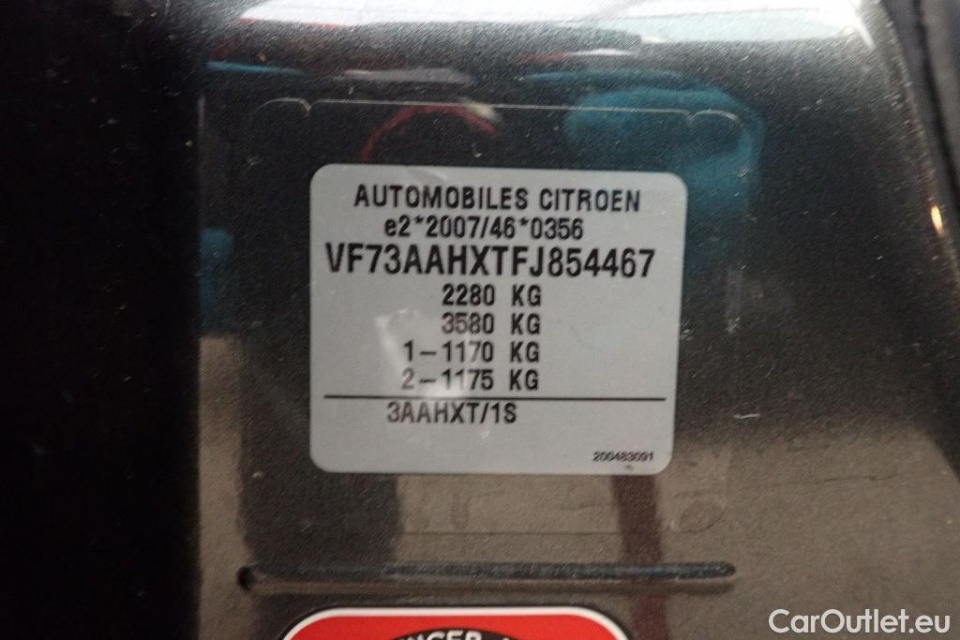 AUTOMOBILES CITROEN
e2*2007/46*0356
VF73AAHXTFJ854467
2280 KG
3580 KG
1-1170 KG
2-1175 KG
3AAHXT/1S
200483091
CarOutlet.eu